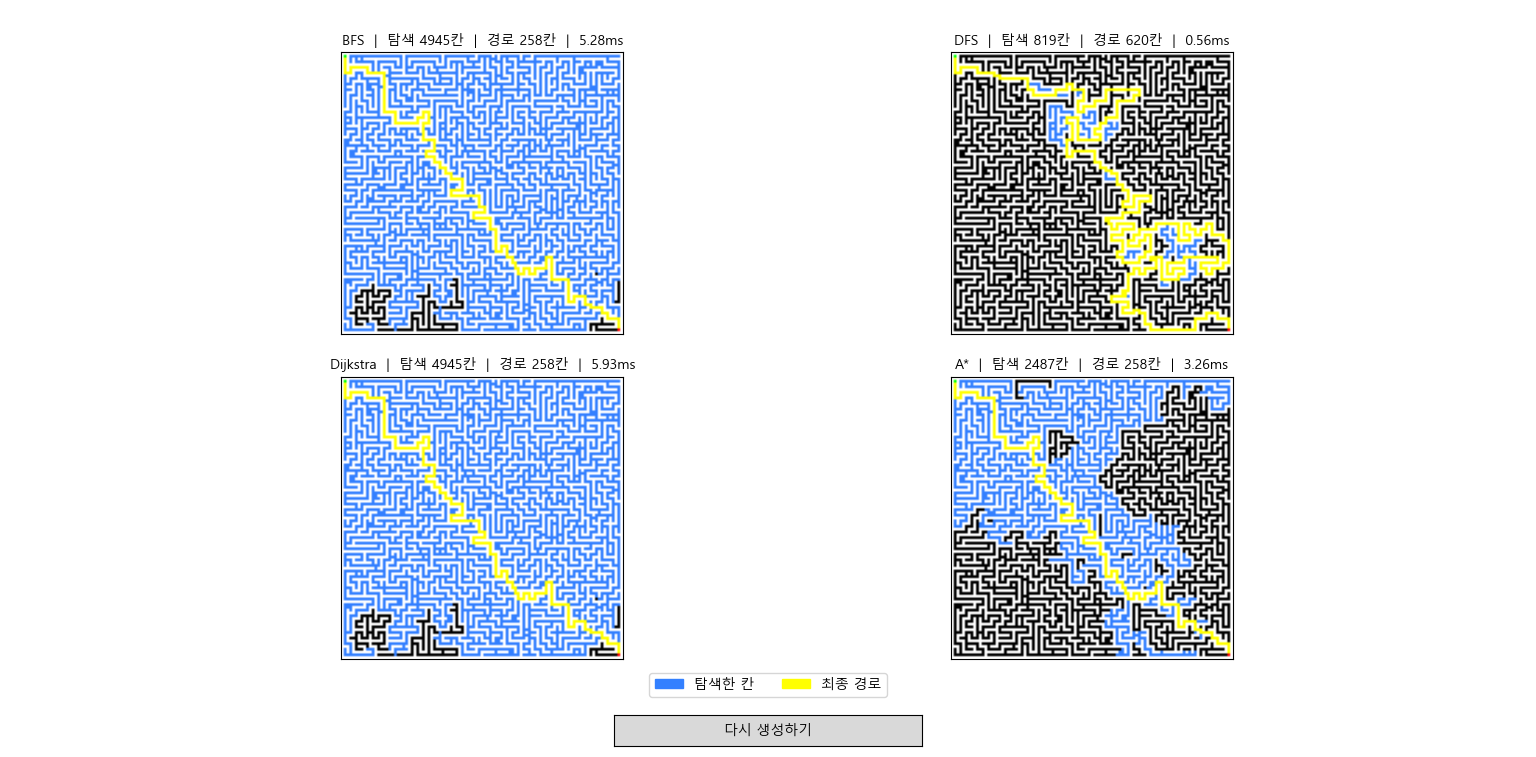 BFS | 탐색 4945칸 | 경로 258칸 | 5.28ms
DFS | 탐색 819칸 | 경로 620칸 | 0.56ms
Dijkstra | 탐색 4945칸 | 경로 258칸 | 5.93ms
A* | 탐색 2487칸 | 경로 258칸 | 3.26ms
탐색한 칸 최종 경로
다시 생성하기